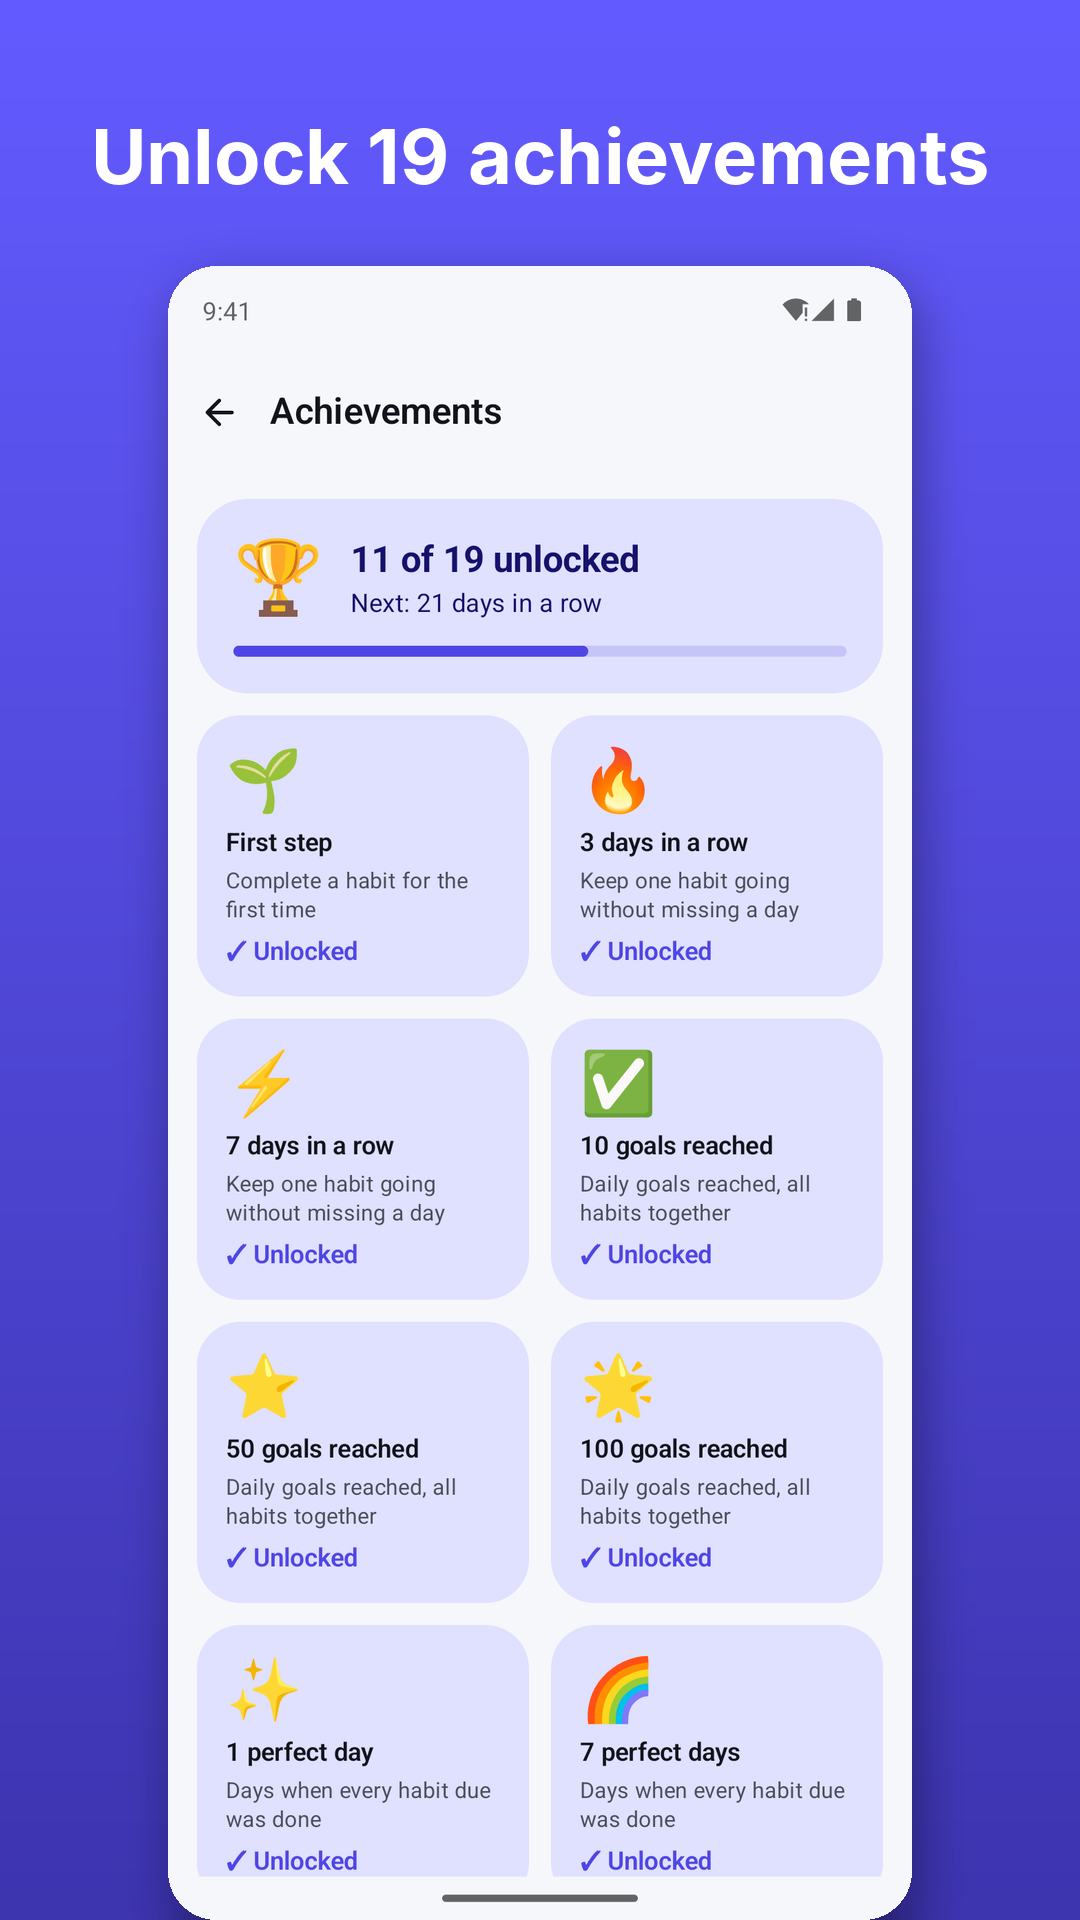 Unlock 19 achievements
9:41
Achievements
11 of 19 unlocked
Next: 21 days in a row
First step
Complete a habit for the
first time
✓ Unlocked
3 days in a row
Keep one habit going
without missing a day
✓ Unlocked
7 days in a row
Keep one habit going
without missing a day
✓ Unlocked
10 goals reached
Daily goals reached, all
habits together
✓ Unlocked
50 goals reached
Daily goals reached, all
habits together
✓ Unlocked
100 goals reached
Daily goals reached, all
habits together
✓ Unlocked
1 perfect day
Days when every habit due
was done
✓ Unlocked
7 perfect days
Days when every habit due
was done
✓ Unlocked